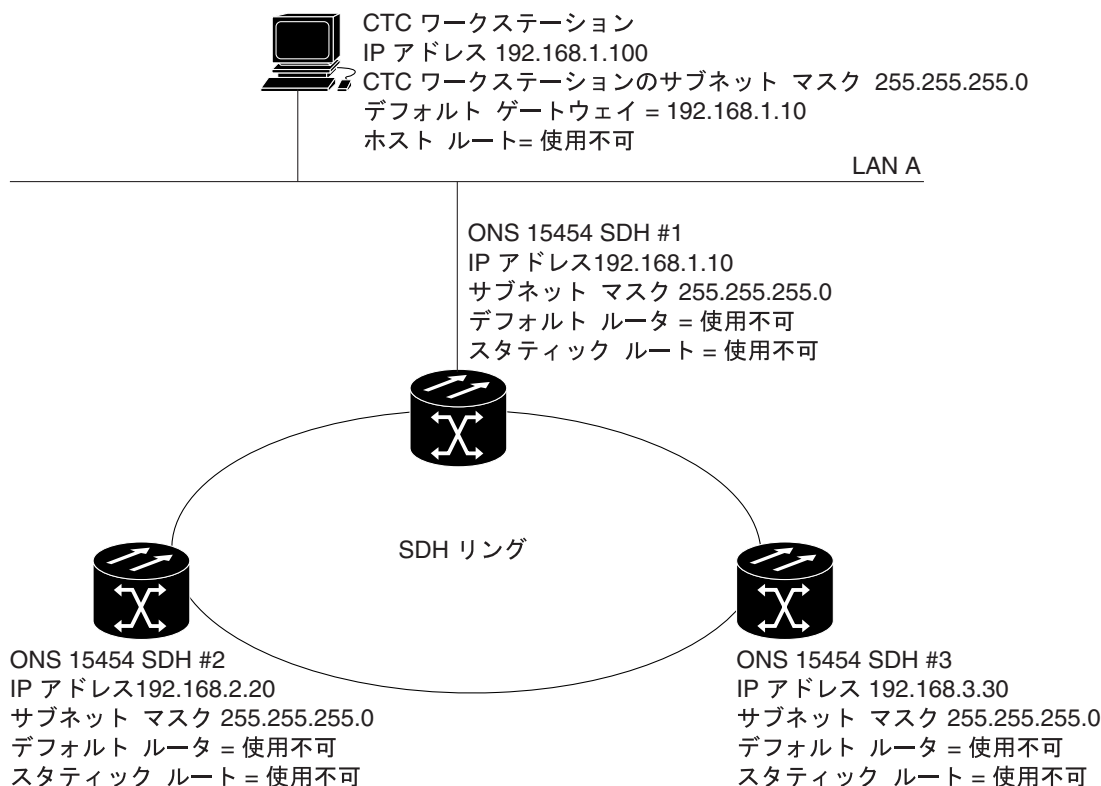 CTC ワークステーション
IP アドレス 192.168.1.100
CTC ワークステーションのサブネット マスク 255.255.255.0
デフォルト ゲートウェイ = 192.168.1.10
ホスト ルート= 使用不可
LAN A
ONS 15454 SDH #1
IP アドレス192.168.1.10
サブネット マスク 255.255.255.0
デフォルト ルータ = 使用不可
スタティック ルート = 使用不可
SDH リング
ONS 15454 SDH #2
IP アドレス192.168.2.20
サブネット マスク 255.255.255.0
デフォルト ルータ = 使用不可
スタティック ルート = 使用不可
ONS 15454 SDH #3
IP アドレス 192.168.3.30
サブネット マスク 255.255.255.0
デフォルト ルータ = 使用不可
スタティック ルート = 使用不可